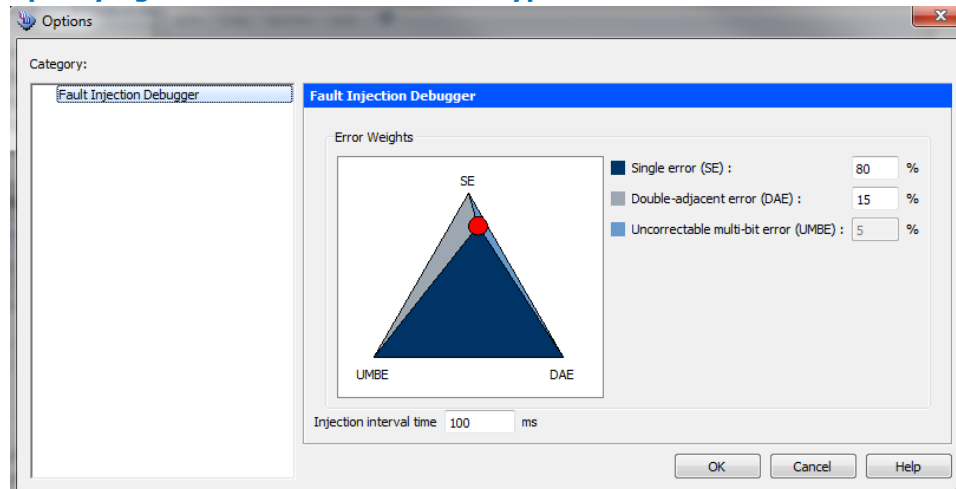 Options
Category:
Fault Injection Debugger
Fault Injection Debugger
Error Weights
SE
UMBE
DAE
Single error (SE) : 80 %
Double-adjacent error (DAE) : 15 %
Uncorrectable multi-bit error (UMBE) : 5 %
Injection interval time 100 ms
OK Cancel Help